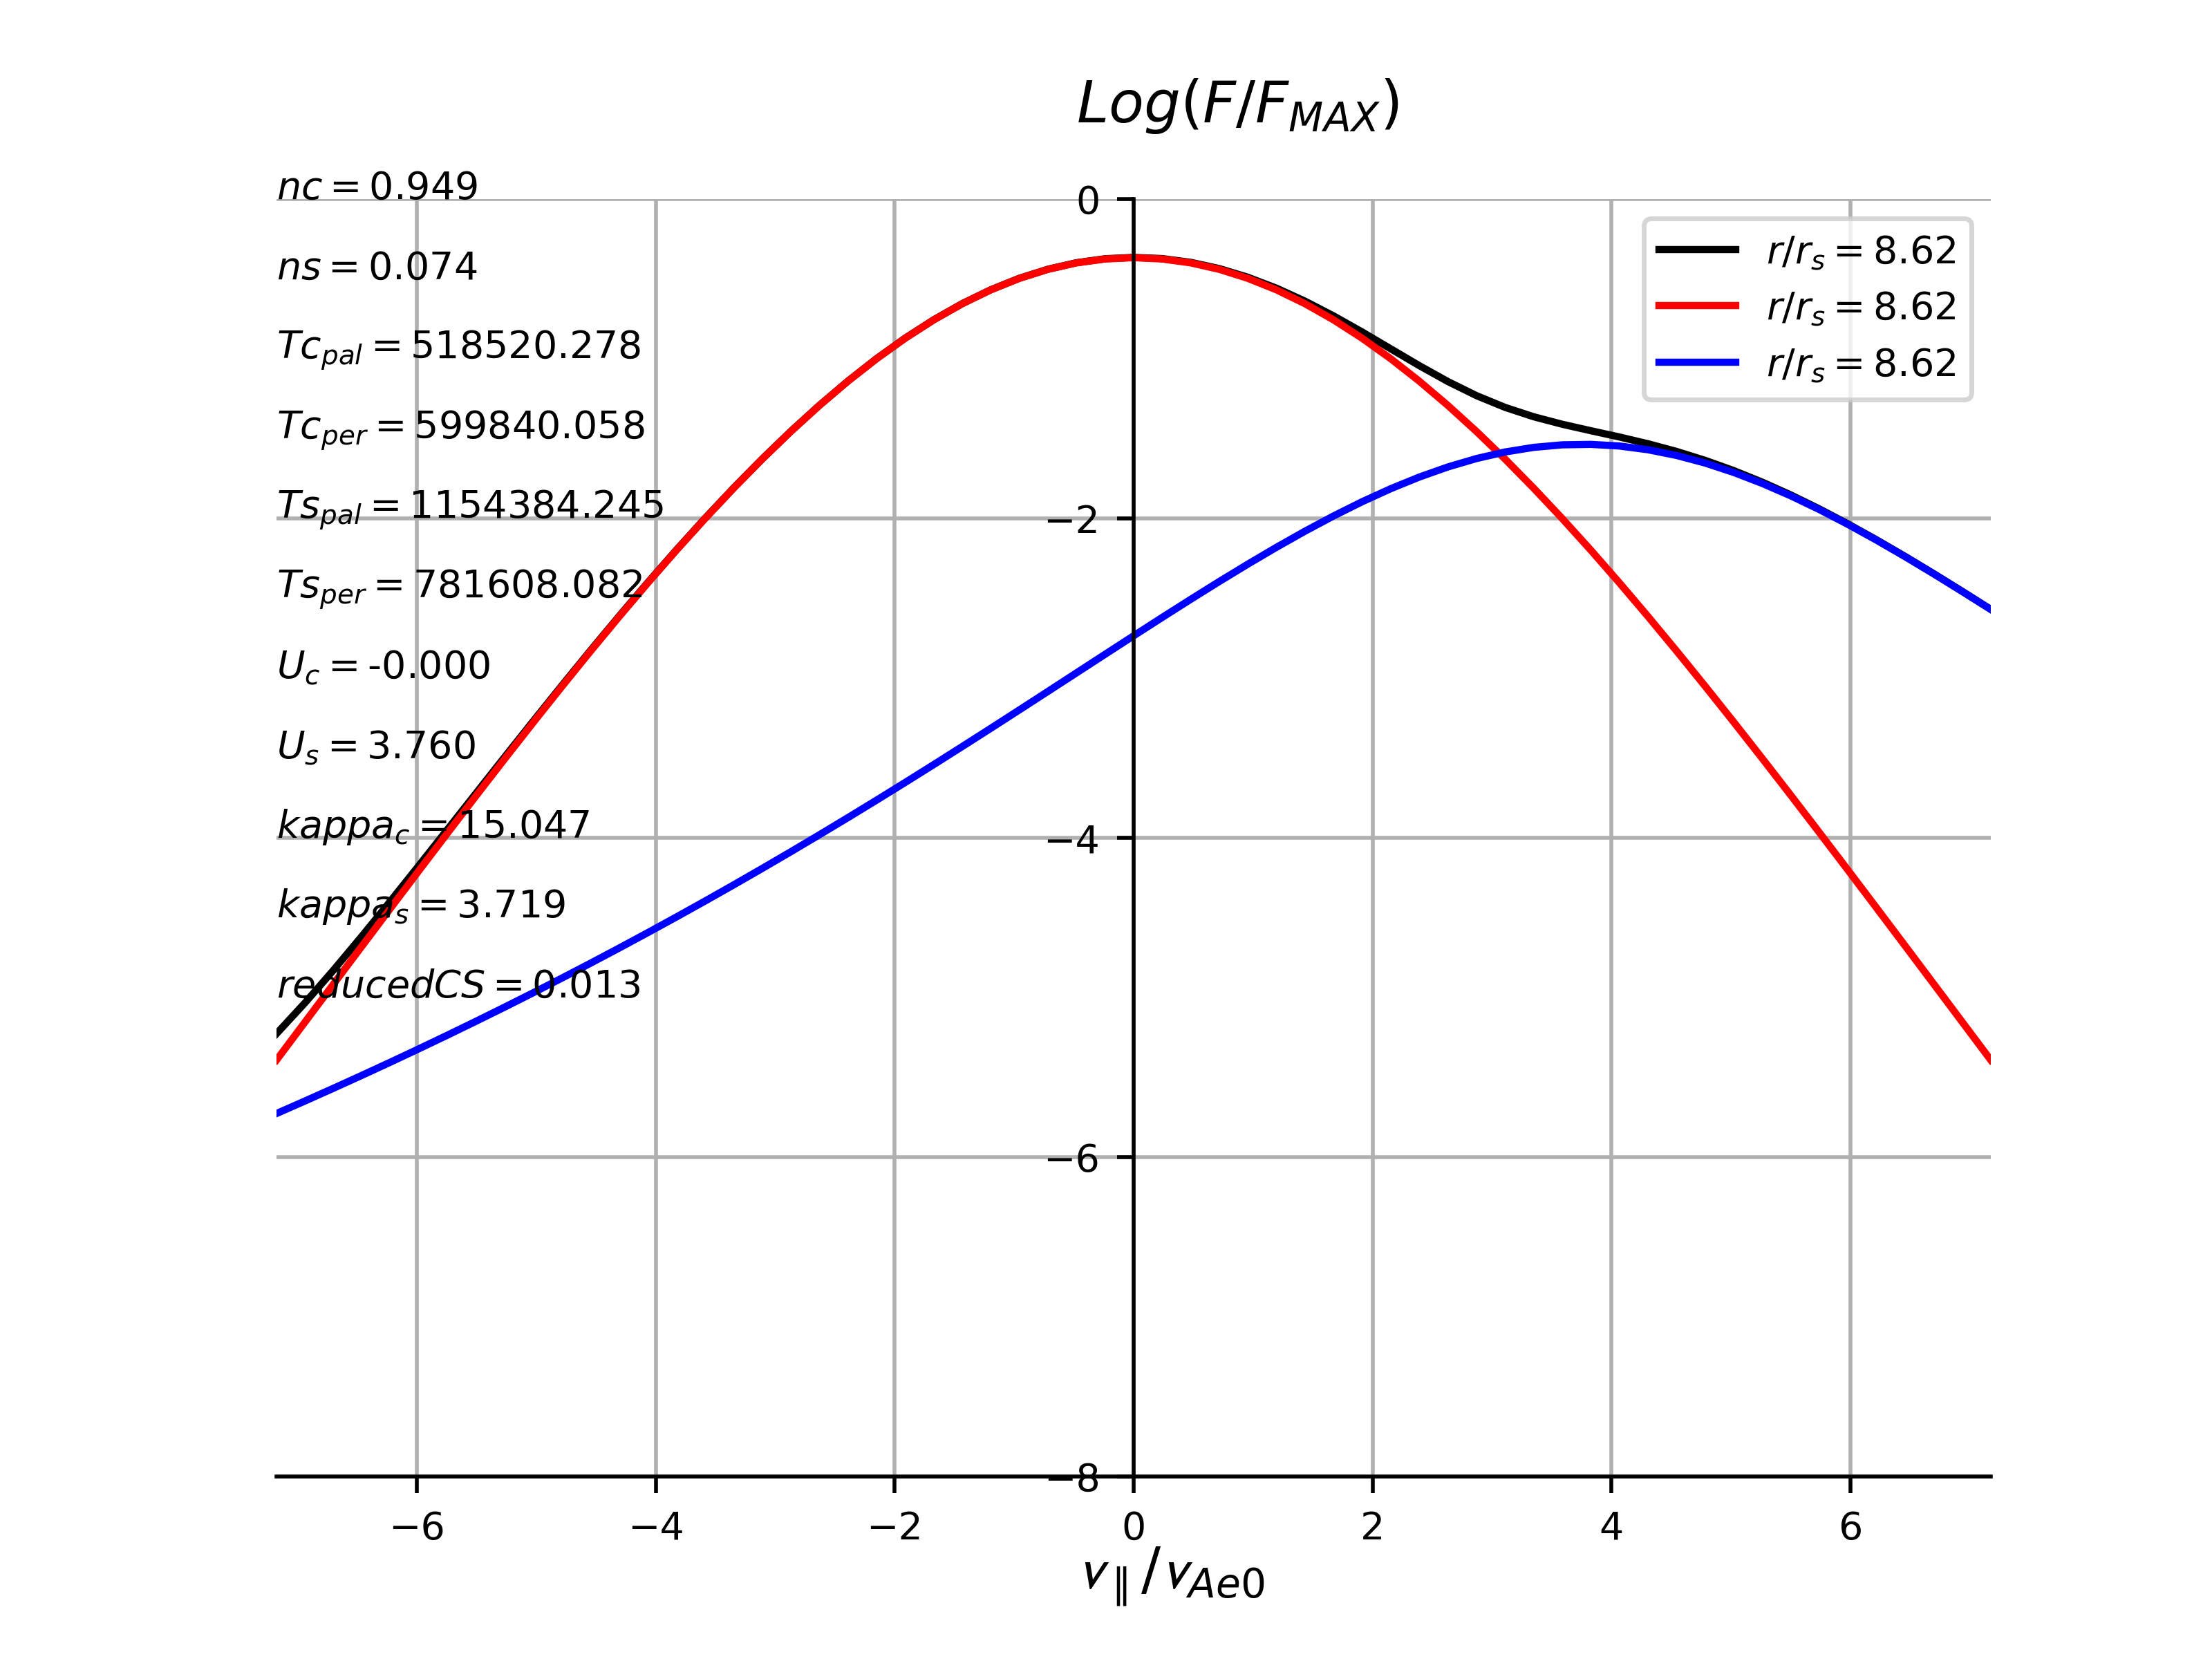 Log(F/F_MAX)
nc = 0.949
ns = 0.074
Tc_pal = 518520.278
Tc_per = 599840.058
Ts_pal = 1154384.245
Ts_per = 781608.082
U_c = -0.000
U_s = 3.760
kappa_c = 15.047
kappa_s = 3.719
reducedCS = 0.013
r/r_s = 8.62
r/r_s = 8.62
r/r_s = 8.62
0
−2
−4
−6
−8
−6 −4 −2 0 2 4 6
v_∥/v_Ae0